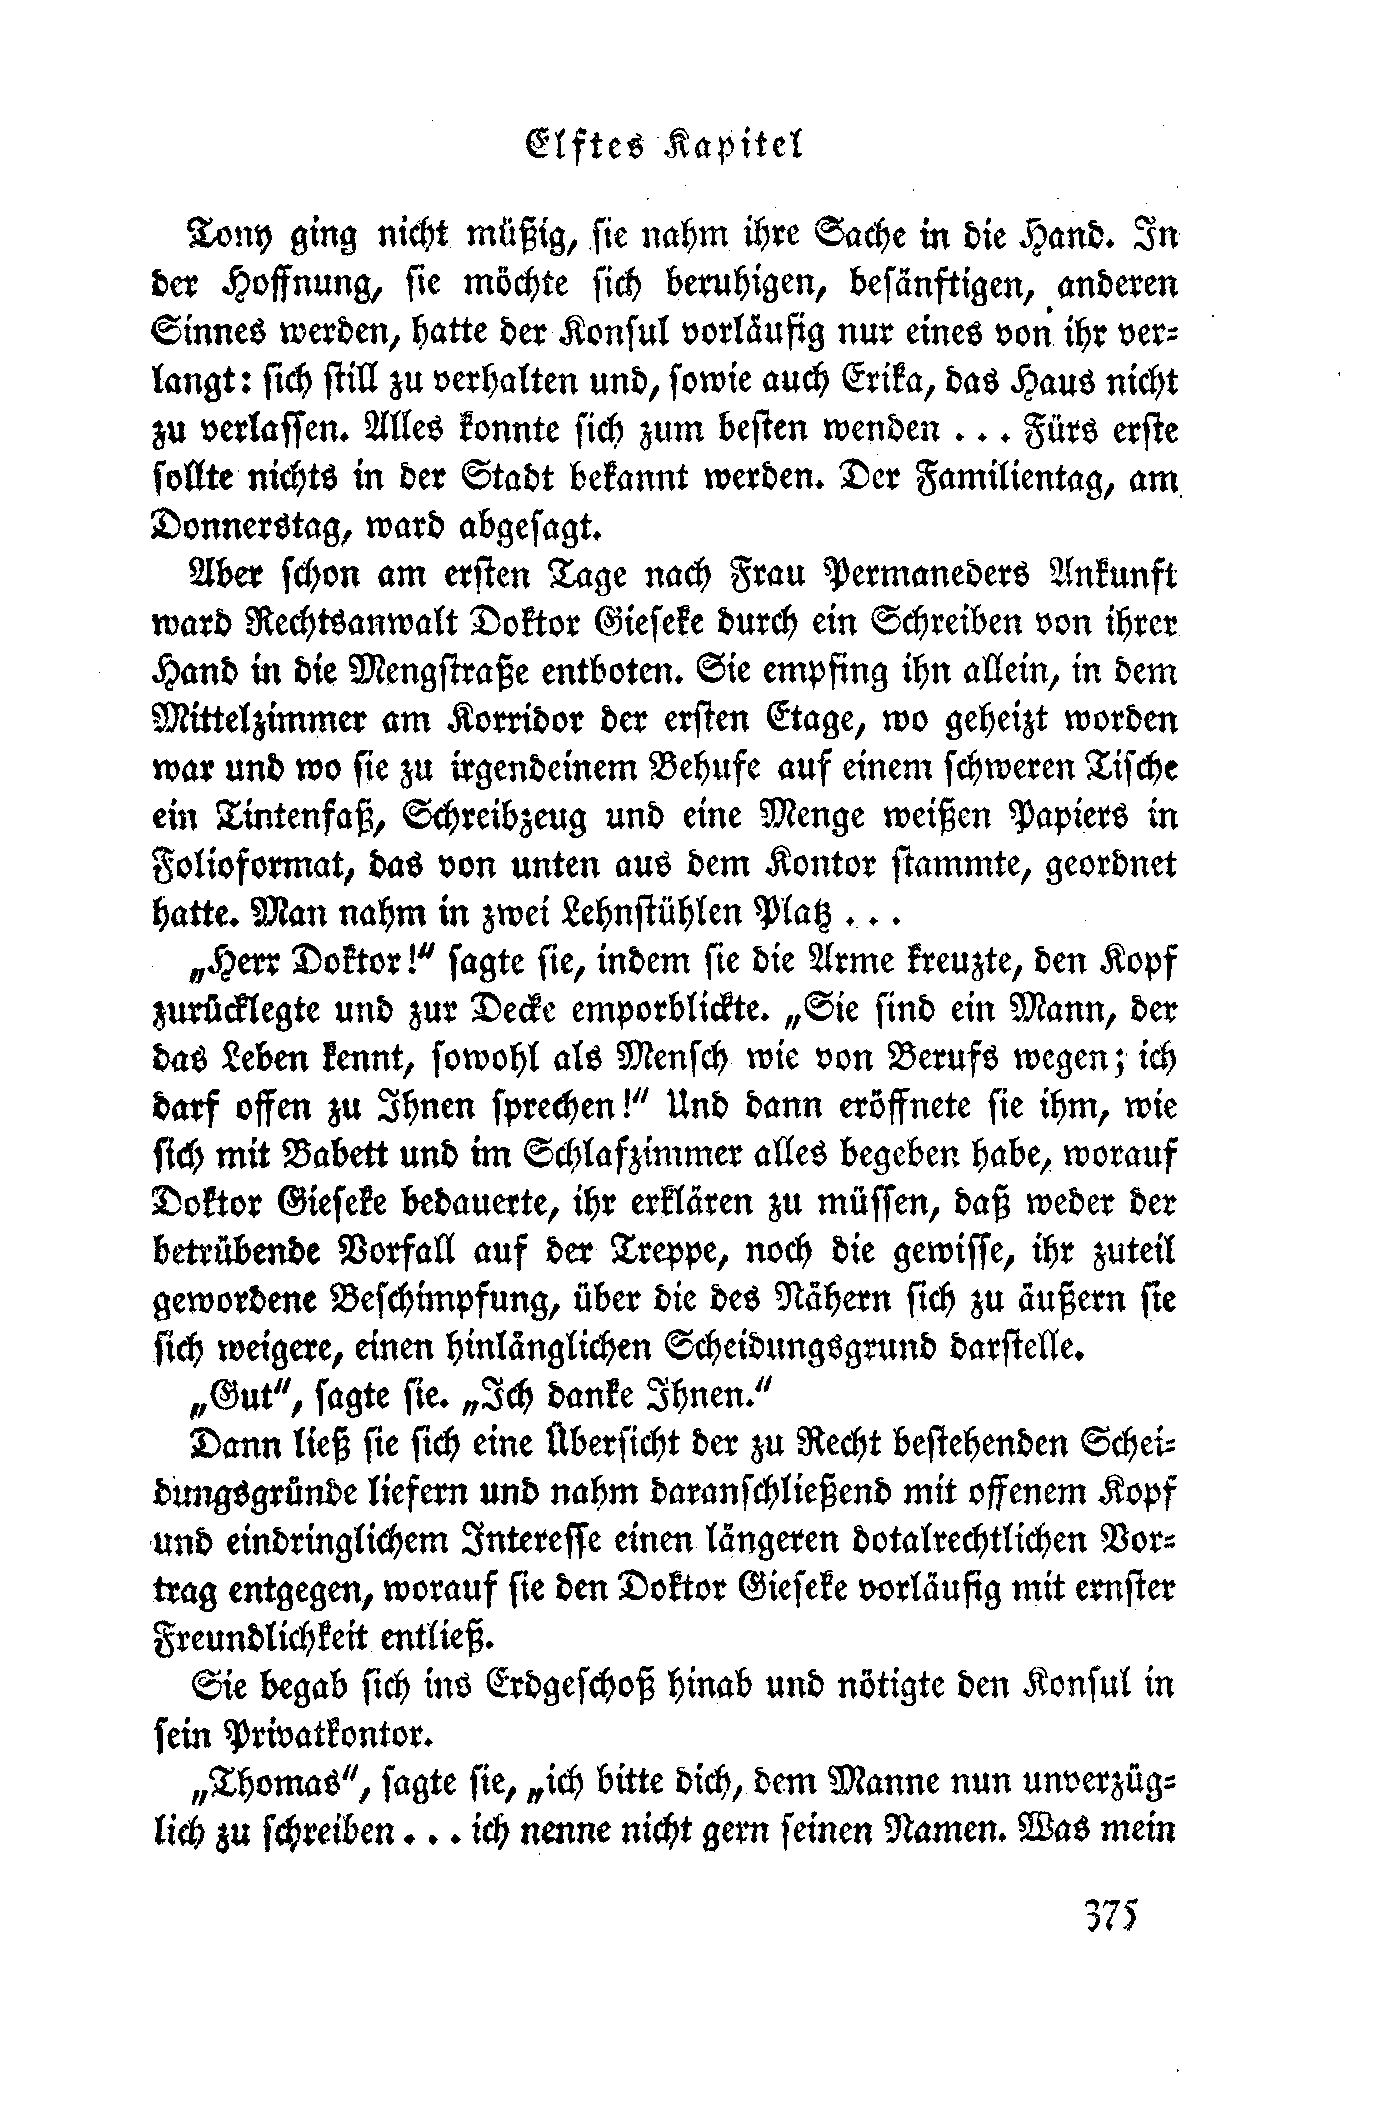 Elftes Kapitel
Tony ging nicht müßig, sie nahm ihre Sache in die Hand. In
der Hoffnung, sie möchte sich beruhigen, besänftigen, anderen
Sinnes werden, hatte der Konsul vorläufig nur eines von ihr ver-
langt: sich still zu verhalten und, sowie auch Erika, das Haus nicht
zu verlassen. Alles konnte sich zum besten wenden . . . Fürs erste
sollte nichts in der Stadt bekannt werden. Der Familientag, am
Donnerstag, ward abgesagt.
Aber schon am ersten Tage nach Frau Permaneders Ankunft
ward Rechtsanwalt Doktor Gieseke durch ein Schreiben von ihrer
Hand in die Mengstraße entboten. Sie empfing ihn allein, in dem
Mittelzimmer am Korridor der ersten Etage, wo geheizt worden
war und wo sie zu irgendeinem Behufe auf einem schweren Tische
ein Tintenfaß, Schreibzeug und eine Menge weißen Papiers in
Folioformat, das von unten aus dem Kontor stammte, geordnet
hatte. Man nahm in zwei Lehnstühlen Platz . . .
„Herr Doktor!“ sagte sie, indem sie die Arme kreuzte, den Kopf
zurücklegte und zur Decke emporblickte. „Sie sind ein Mann, der
das Leben kennt, sowohl als Mensch wie von Berufs wegen; ich
darf offen zu Ihnen sprechen!“ Und dann eröffnete sie ihm, wie
sich mit Babett und im Schlafzimmer alles begeben habe, worauf
Doktor Gieseke bedauerte, ihr erklären zu müssen, daß weder der
betrübende Vorfall auf der Treppe, noch die gewisse, ihr zuteil
gewordene Beschimpfung, über die des Nähern sich zu äußern sie
sich weigere, einen hinlänglichen Scheidungsgrund darstelle.
„Gut“, sagte sie. „Ich danke Ihnen.“
Dann ließ sie sich eine Übersicht der zu Recht bestehenden Schei-
dungsgründe liefern und nahm daranschließend mit offenem Kopf
und eindringlichem Interesse einen längeren dotalrechtlichen Vor-
trag entgegen, worauf sie den Doktor Gieseke vorläufig mit ernster
Freundlichkeit entließ.
Sie begab sich ins Erdgeschoß hinab und nötigte den Konsul in
sein Privatkontor.
„Thomas“, sagte sie, „ich bitte dich, dem Manne nun unverzüg-
lich zu schreiben . . . ich nenne nicht gern seinen Namen. Was mein
375